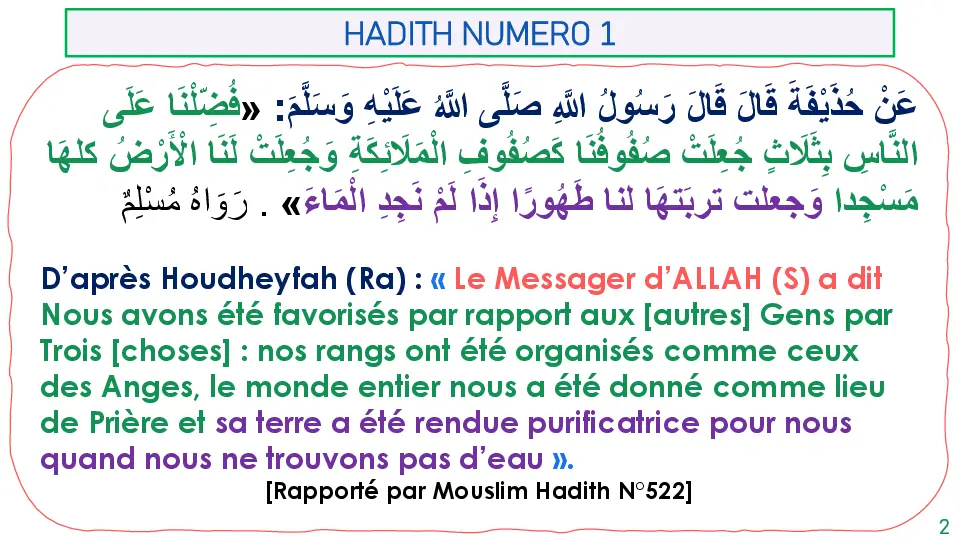 HADITH NUMERO 1
عَنْ حُذَيْفَةَ قَالَ قَالَ رَسُولُ اللَّهِ صَلَّى اللَّهُ عَلَيْهِ وَسَلَّمَ: «فُضِّلْنَا عَلَى
النَّاسِ بِثَلَاثٍ جُعِلَتْ صُفُوفُنَا كَصُفُوفِ الْمَلَائِكَةِ وَجُعِلَتْ لَنَا الْأَرْضُ كلهَا
مَسْجِدا وَجعلت تربَتهَا لنا طَهُورًا إِذَا لَمْ نَجِدِ الْمَاءَ» . رَوَاهُ مُسْلِمٌ
D’après Houdheyfah (Ra) : « Le Messager d’ALLAH (S) a dit
Nous avons été favorisés par rapport aux [autres] Gens par
Trois [choses] : nos rangs ont été organisés comme ceux
des Anges, le monde entier nous a été donné comme lieu
de Prière et sa terre a été rendue purificatrice pour nous
quand nous ne trouvons pas d’eau ».
[Rapporté par Mouslim Hadith N°522]
2